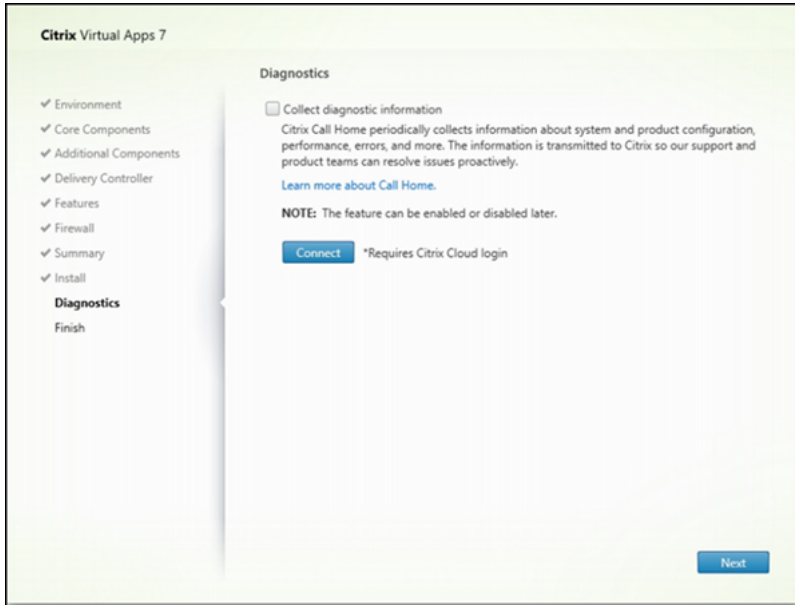 Citrix Virtual Apps 7
Environment
Core Components
Additional Components
Delivery Controller
Features
Firewall
Summary
Install
Diagnostics
Finish
Diagnostics
Collect diagnostic information
Citrix Call Home periodically collects information about system and product configuration,
performance, errors, and more. The information is transmitted to Citrix so our support and
product teams can resolve issues proactively.
Learn more about Call Home.
NOTE: The feature can be enabled or disabled later.
Connect *Requires Citrix Cloud login
Next